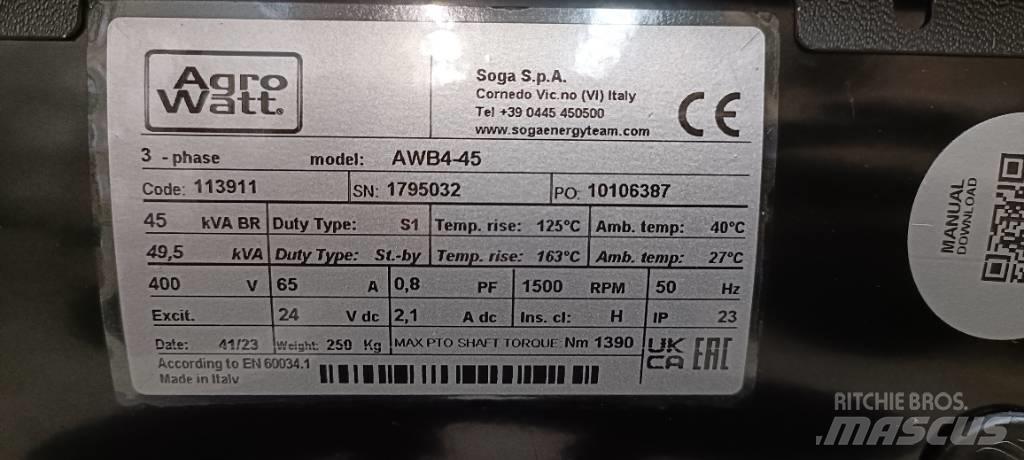 Agro
Watt®
Soga S.p.A.
Cornedo Vic.no (VI) Italy
Tel +39 0445 450500
www.sogaenergyteam.com
CE
3 - phase model: AWB4-45
Code: 113911 SN: 1795032 PO: 10106387
45 kVA BR Duty Type: S1 Temp. rise: 125°C Amb. temp: 40°C
49,5 kVA Duty Type: St.-by Temp. rise: 163°C Amb. temp: 27°C
400 V 65 A 0,8 PF 1500 RPM 50 Hz
Excit. 24 V dc 2,1 A dc Ins. cl: H IP 23
Date: 41/23 Weight: 250 Kg MAX PTO SHAFT TORQUE: Nm 1390
UK
CA
EAC
According to EN 60034.1
Made in Italy
MANUAL
DOWNLOAD
RITCHIE BROS.
MASCUS